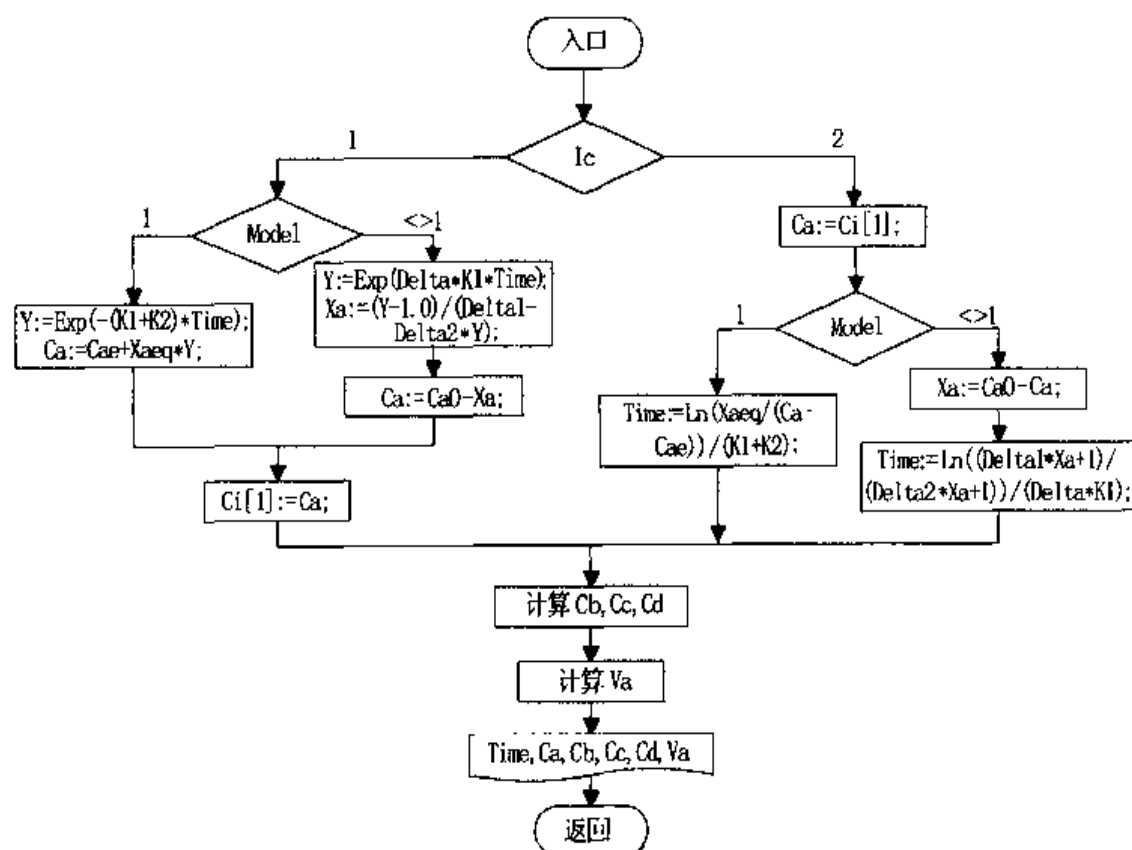 入口
Ic
1
2
Model
1
<>1
Y:=Exp(-(K1+K2)*Time);
Ca:=Cae+Xaeq*Y;
Y:=Exp(Delta*K1*Time);
Xa:=(Y-1.0)/(Delta1-
Delta2*Y);
Ca:=Ca0-Xa;
Ci[1]:=Ca;
Ca:=Ci[1];
Model
1
<>1
Time:=Ln(Xaeq/(Ca-
Cae))/(K1+K2);
Xa:=Ca0-Ca;
Time:=Ln((Delta1*Xa+1)/
(Delta2*Xa+1))/(Delta*K1);
计算 Cb,Cc,Cd
计算 Va
Time,Ca,Cb,Cc,Cd,Va
返回